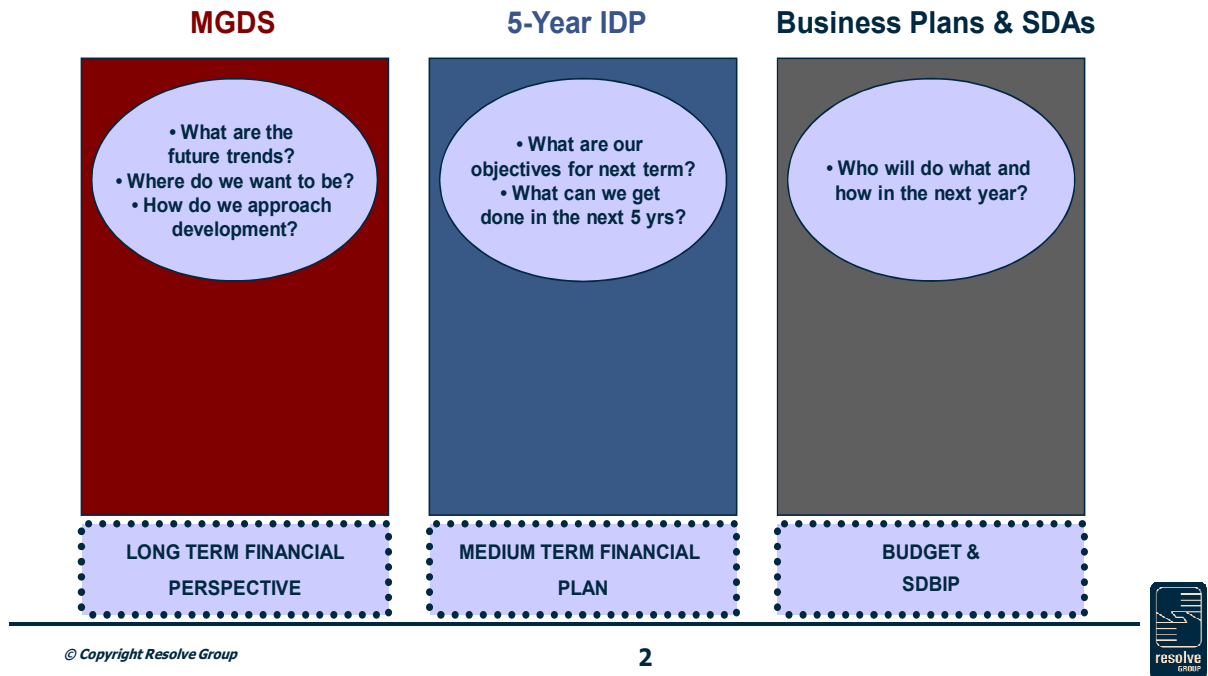 MGDS
5-Year IDP
Business Plans & SDAs
• What are the
future trends?
• Where do we want to be?
• How do we approach
development?
• What are our
objectives for next term?
• What can we get
done in the next 5 yrs?
• Who will do what and
how in the next year?
LONG TERM FINANCIAL
PERSPECTIVE
MEDIUM TERM FINANCIAL
PLAN
BUDGET &
SDBIP
© Copyright Resolve Group
2
resolve
GROUP